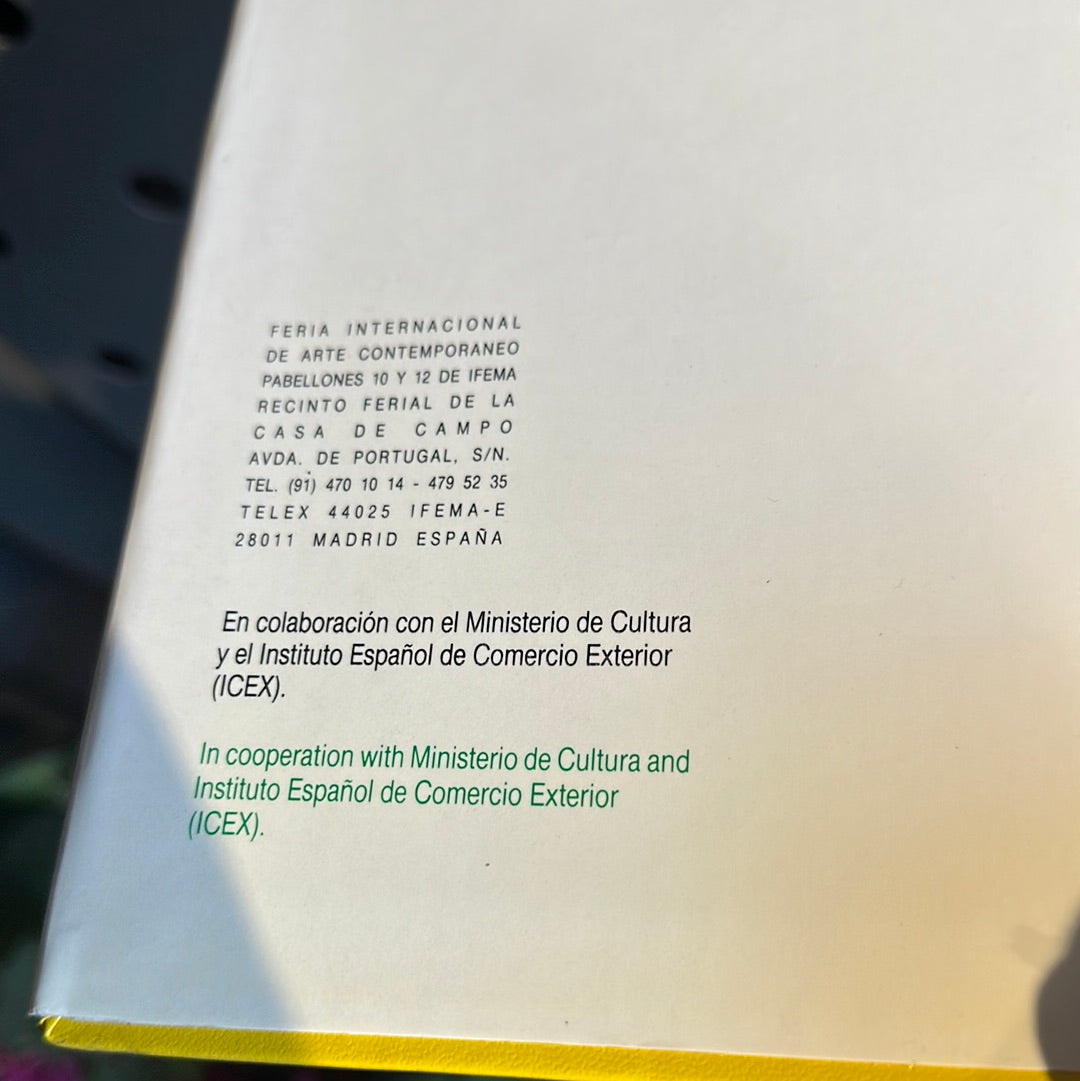 FERIA INTERNACIONAL
DE ARTE CONTEMPORANEO
PABELLONES 10 Y 12 DE IFEMA
RECINTO FERIAL DE LA
CASA DE CAMPO
AVDA. DE PORTUGAL, S/N.
TEL. (91) 470 10 14 - 479 52 35
TELEX 44025 IFEMA-E
28011 MADRID ESPAÑA
En colaboración con el Ministerio de Cultura
y el Instituto Español de Comercio Exterior
(ICEX).
In cooperation with Ministerio de Cultura and
Instituto Español de Comercio Exterior
(ICEX).